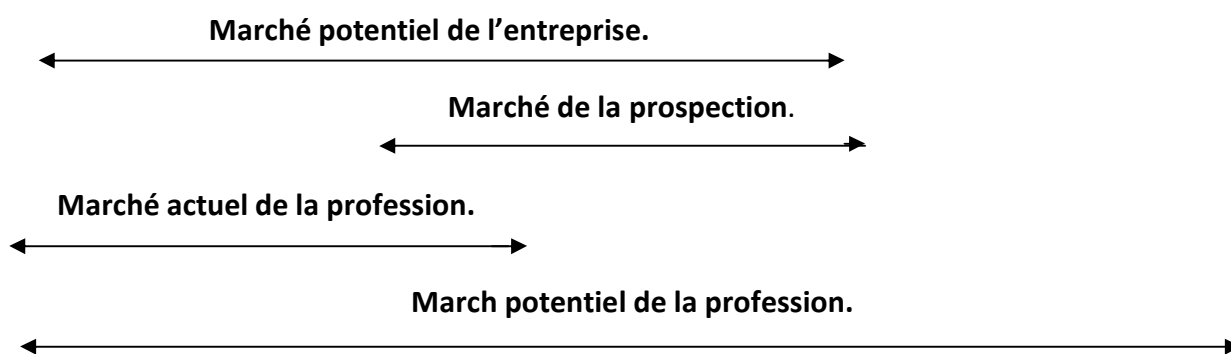 Marché potentiel de l’entreprise.
Marché de la prospection.
Marché actuel de la profession.
March potentiel de la profession.